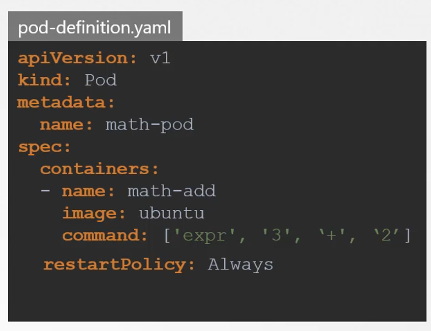 pod-definition.yaml
apiVersion: v1
kind: Pod
metadata:
  name: math-pod
spec:
  containers:
  - name: math-add
    image: ubuntu
    command: ['expr', '3', ‘+', ‘2’]
  restartPolicy: Always